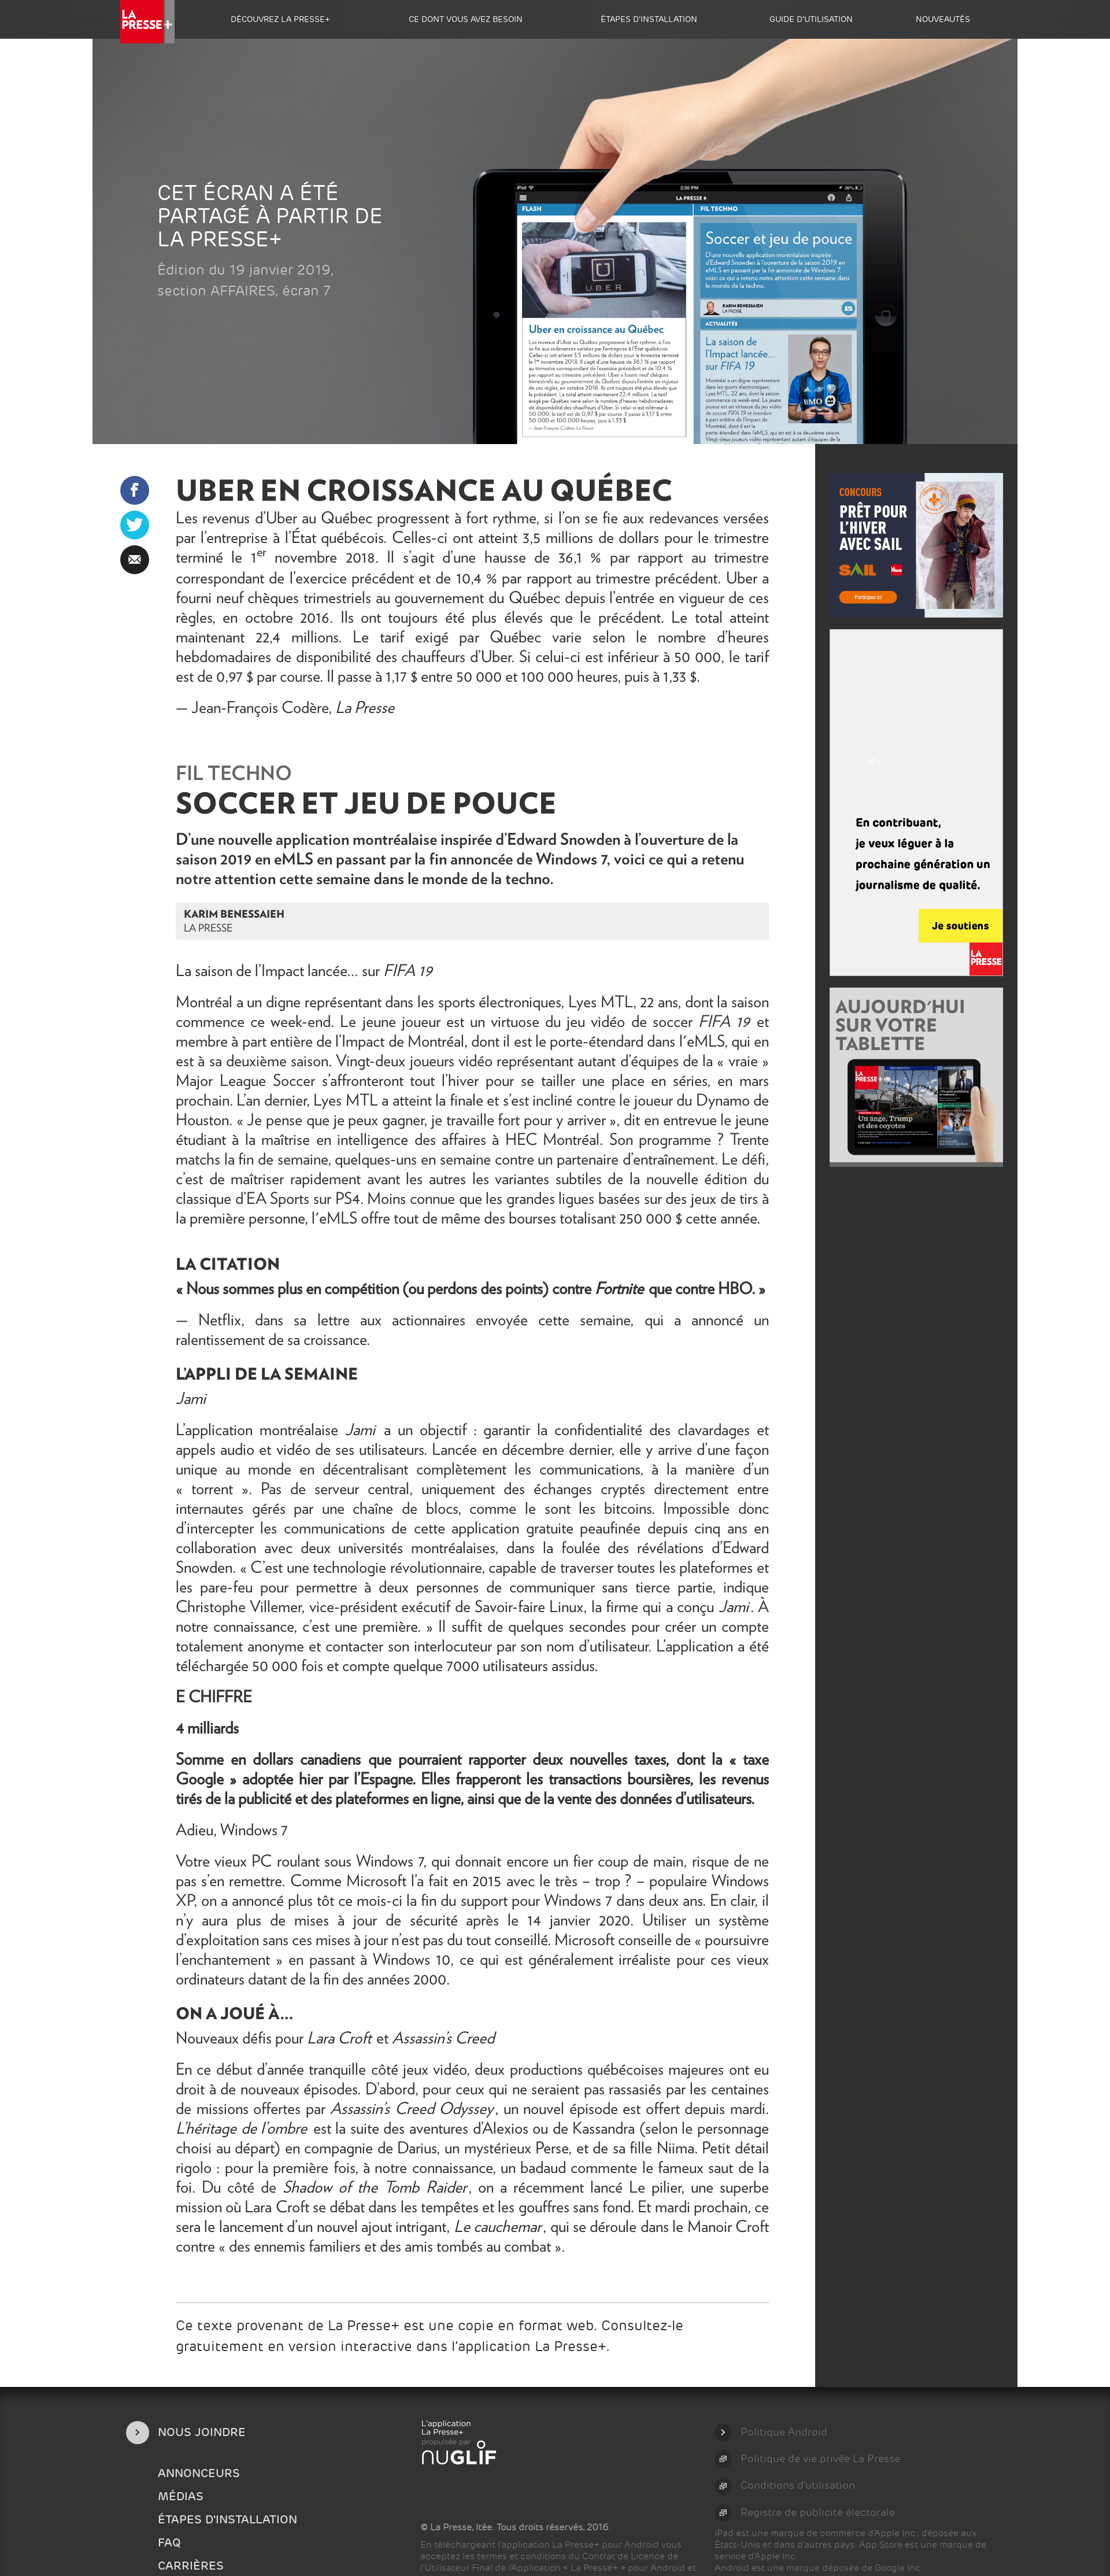 LA PRESSE+
DÉCOUVREZ LA PRESSE+
CE DONT VOUS AVEZ BESOIN
ÉTAPES D'INSTALLATION
GUIDE D'UTILISATION
NOUVEAUTÉS
CET ÉCRAN A ÉTÉ
PARTAGÉ À PARTIR DE
LA PRESSE+
Édition du 19 janvier 2019,
section AFFAIRES, écran 7
iPad
2:26 PM
LA PRESSE +
FLASH
FIL TECHNO
UBER
Uber en croissance au Québec
Soccer et jeu de pouce
D'une nouvelle application montréalaise inspirée
d'Edward Snowden à l'ouverture de la saison 2019 en
eMLS en passant par la fin annoncée de Windows 7,
voici ce qui a retenu notre attention cette semaine dans
le monde de la techno.
KARIM BENESSAIEH
LA PRESSE
ACTUALITÉS
La saison de
l'Impact lancée...
sur FIFA 19
UBER EN CROISSANCE AU QUÉBEC
Les revenus d'Uber au Québec progressent à fort rythme, si l'on se fie aux redevances versées
par l'entreprise à l'État québécois. Celles-ci ont atteint 3,5 millions de dollars pour le trimestre
terminé le 1er novembre 2018. Il s'agit d'une hausse de 36,1 % par rapport au trimestre
correspondant de l'exercice précédent et de 10,4 % par rapport au trimestre précédent. Uber a
fourni neuf chèques trimestriels au gouvernement du Québec depuis l'entrée en vigueur de ces
règles, en octobre 2016. Ils ont toujours été plus élevés que le précédent. Le total atteint
maintenant 22,4 millions. Le tarif exigé par Québec varie selon le nombre d'heures
hebdomadaires de disponibilité des chauffeurs d'Uber. Si celui-ci est inférieur à 50 000, le tarif
est de 0,97 $ par course. Il passe à 1,17 $ entre 50 000 et 100 000 heures, puis à 1,33 $.
— Jean-François Codère, La Presse
FIL TECHNO
SOCCER ET JEU DE POUCE
D'une nouvelle application montréalaise inspirée d'Edward Snowden à l'ouverture de la
saison 2019 en eMLS en passant par la fin annoncée de Windows 7, voici ce qui a retenu
notre attention cette semaine dans le monde de la techno.
KARIM BENESSAIEH
LA PRESSE
La saison de l'Impact lancée... sur FIFA 19
Montréal a un digne représentant dans les sports électroniques, Lyes MTL, 22 ans, dont la saison
commence ce week-end. Le jeune joueur est un virtuose du jeu vidéo de soccer FIFA 19 et
membre à part entière de l'Impact de Montréal, dont il est le porte-étendard dans l'eMLS, qui en
est à sa deuxième saison. Vingt-deux joueurs vidéo représentant autant d'équipes de la « vraie »
Major League Soccer s'affronteront tout l'hiver pour se tailler une place en séries, en mars
prochain. L'an dernier, Lyes MTL a atteint la finale et s'est incliné contre le joueur du Dynamo de
Houston. « Je pense que je peux gagner, je travaille fort pour y arriver », dit en entrevue le jeune
étudiant à la maîtrise en intelligence des affaires à HEC Montréal. Son programme ? Trente
matchs la fin de semaine, quelques-uns en semaine contre un partenaire d'entraînement. Le défi,
c'est de maîtriser rapidement avant les autres les variantes subtiles de la nouvelle édition du
classique d'EA Sports sur PS4. Moins connue que les grandes ligues basées sur des jeux de tirs à
la première personne, l'eMLS offre tout de même des bourses totalisant 250 000 $ cette année.
LA CITATION
« Nous sommes plus en compétition (ou perdons des points) contre Fortnite que contre HBO. »
— Netflix, dans sa lettre aux actionnaires envoyée cette semaine, qui a annoncé un
ralentissement de sa croissance.
L'APPLI DE LA SEMAINE
Jami
L'application montréalaise Jami a un objectif : garantir la confidentialité des clavardages et
appels audio et vidéo de ses utilisateurs. Lancée en décembre dernier, elle y arrive d'une façon
unique au monde en décentralisant complètement les communications, à la manière d'un
« torrent ». Pas de serveur central, uniquement des échanges cryptés directement entre
internautes gérés par une chaîne de blocs, comme le sont les bitcoins. Impossible donc
d'intercepter les communications de cette application gratuite peaufinée depuis cinq ans en
collaboration avec deux universités montréalaises, dans la foulée des révélations d'Edward
Snowden. « C'est une technologie révolutionnaire, capable de traverser toutes les plateformes et
les pare-feu pour permettre à deux personnes de communiquer sans tierce partie, indique
Christophe Villemer, vice-président exécutif de Savoir-faire Linux, la firme qui a conçu Jami. À
notre connaissance, c'est une première. » Il suffit de quelques secondes pour créer un compte
totalement anonyme et contacter son interlocuteur par son nom d'utilisateur. L'application a été
téléchargée 50 000 fois et compte quelque 7000 utilisateurs assidus.
E CHIFFRE
4 milliards
Somme en dollars canadiens que pourraient rapporter deux nouvelles taxes, dont la « taxe
Google » adoptée hier par l'Espagne. Elles frapperont les transactions boursières, les revenus
tirés de la publicité et des plateformes en ligne, ainsi que de la vente des données d'utilisateurs.
Adieu, Windows 7
Votre vieux PC roulant sous Windows 7, qui donnait encore un fier coup de main, risque de ne
pas s'en remettre. Comme Microsoft l'a fait en 2015 avec le très – trop ? – populaire Windows
XP, on a annoncé plus tôt ce mois-ci la fin du support pour Windows 7 dans deux ans. En clair, il
n'y aura plus de mises à jour de sécurité après le 14 janvier 2020. Utiliser un système
d'exploitation sans ces mises à jour n'est pas du tout conseillé. Microsoft conseille de « poursuivre
l'enchantement » en passant à Windows 10, ce qui est généralement irréaliste pour ces vieux
ordinateurs datant de la fin des années 2000.
ON A JOUÉ À...
Nouveaux défis pour Lara Croft et Assassin's Creed
En ce début d'année tranquille côté jeux vidéo, deux productions québécoises majeures ont eu
droit à de nouveaux épisodes. D'abord, pour ceux qui ne seraient pas rassasiés par les centaines
de missions offertes par Assassin's Creed Odyssey, un nouvel épisode est offert depuis mardi.
L'héritage de l'ombre est la suite des aventures d'Alexios ou de Kassandra (selon le personnage
choisi au départ) en compagnie de Darius, un mystérieux Perse, et de sa fille Niima. Petit détail
rigolo : pour la première fois, à notre connaissance, un badaud commente le fameux saut de la
foi. Du côté de Shadow of the Tomb Raider, on a récemment lancé Le pilier, une superbe
mission où Lara Croft se débat dans les tempêtes et les gouffres sans fond. Et mardi prochain, ce
sera le lancement d'un nouvel ajout intrigant, Le cauchemar, qui se déroule dans le Manoir Croft
contre « des ennemis familiers et des amis tombés au combat ».
Ce texte provenant de La Presse+ est une copie en format web. Consultez-le
gratuitement en version interactive dans l'application La Presse+.
CONCOURS
PRÊT POUR
L'HIVER
AVEC SAIL
SAIL
Participez ici
En contribuant,
je veux léguer à la
prochaine génération un
journalisme de qualité.
Je soutiens
LA PRESSE
AUJOURD'HUI
SUR VOTRE
TABLETTE
LA PRESSE+
Un ange, Trump
et des coyotes
NOUS JOINDRE
ANNONCEURS
MÉDIAS
ÉTAPES D'INSTALLATION
FAQ
CARRIÈRES
L'application
La Presse+
propulsée par
nuGLIF
© La Presse, ltée. Tous droits réservés, 2016.
En téléchargeant l'application La Presse+ pour Android vous
acceptez les termes et conditions du Contrat de Licence de
l'Utilisateur Final de l'Application « La Presse+ » pour Android et
Politique Android
Politique de vie privée La Presse
Conditions d'utilisation
Registre de publicité électorale
iPad est une marque de commerce d'Apple Inc., déposée aux
États-Unis et dans d'autres pays. App Store est une marque de
service d'Apple Inc.
Android est une marque déposée de Google Inc.